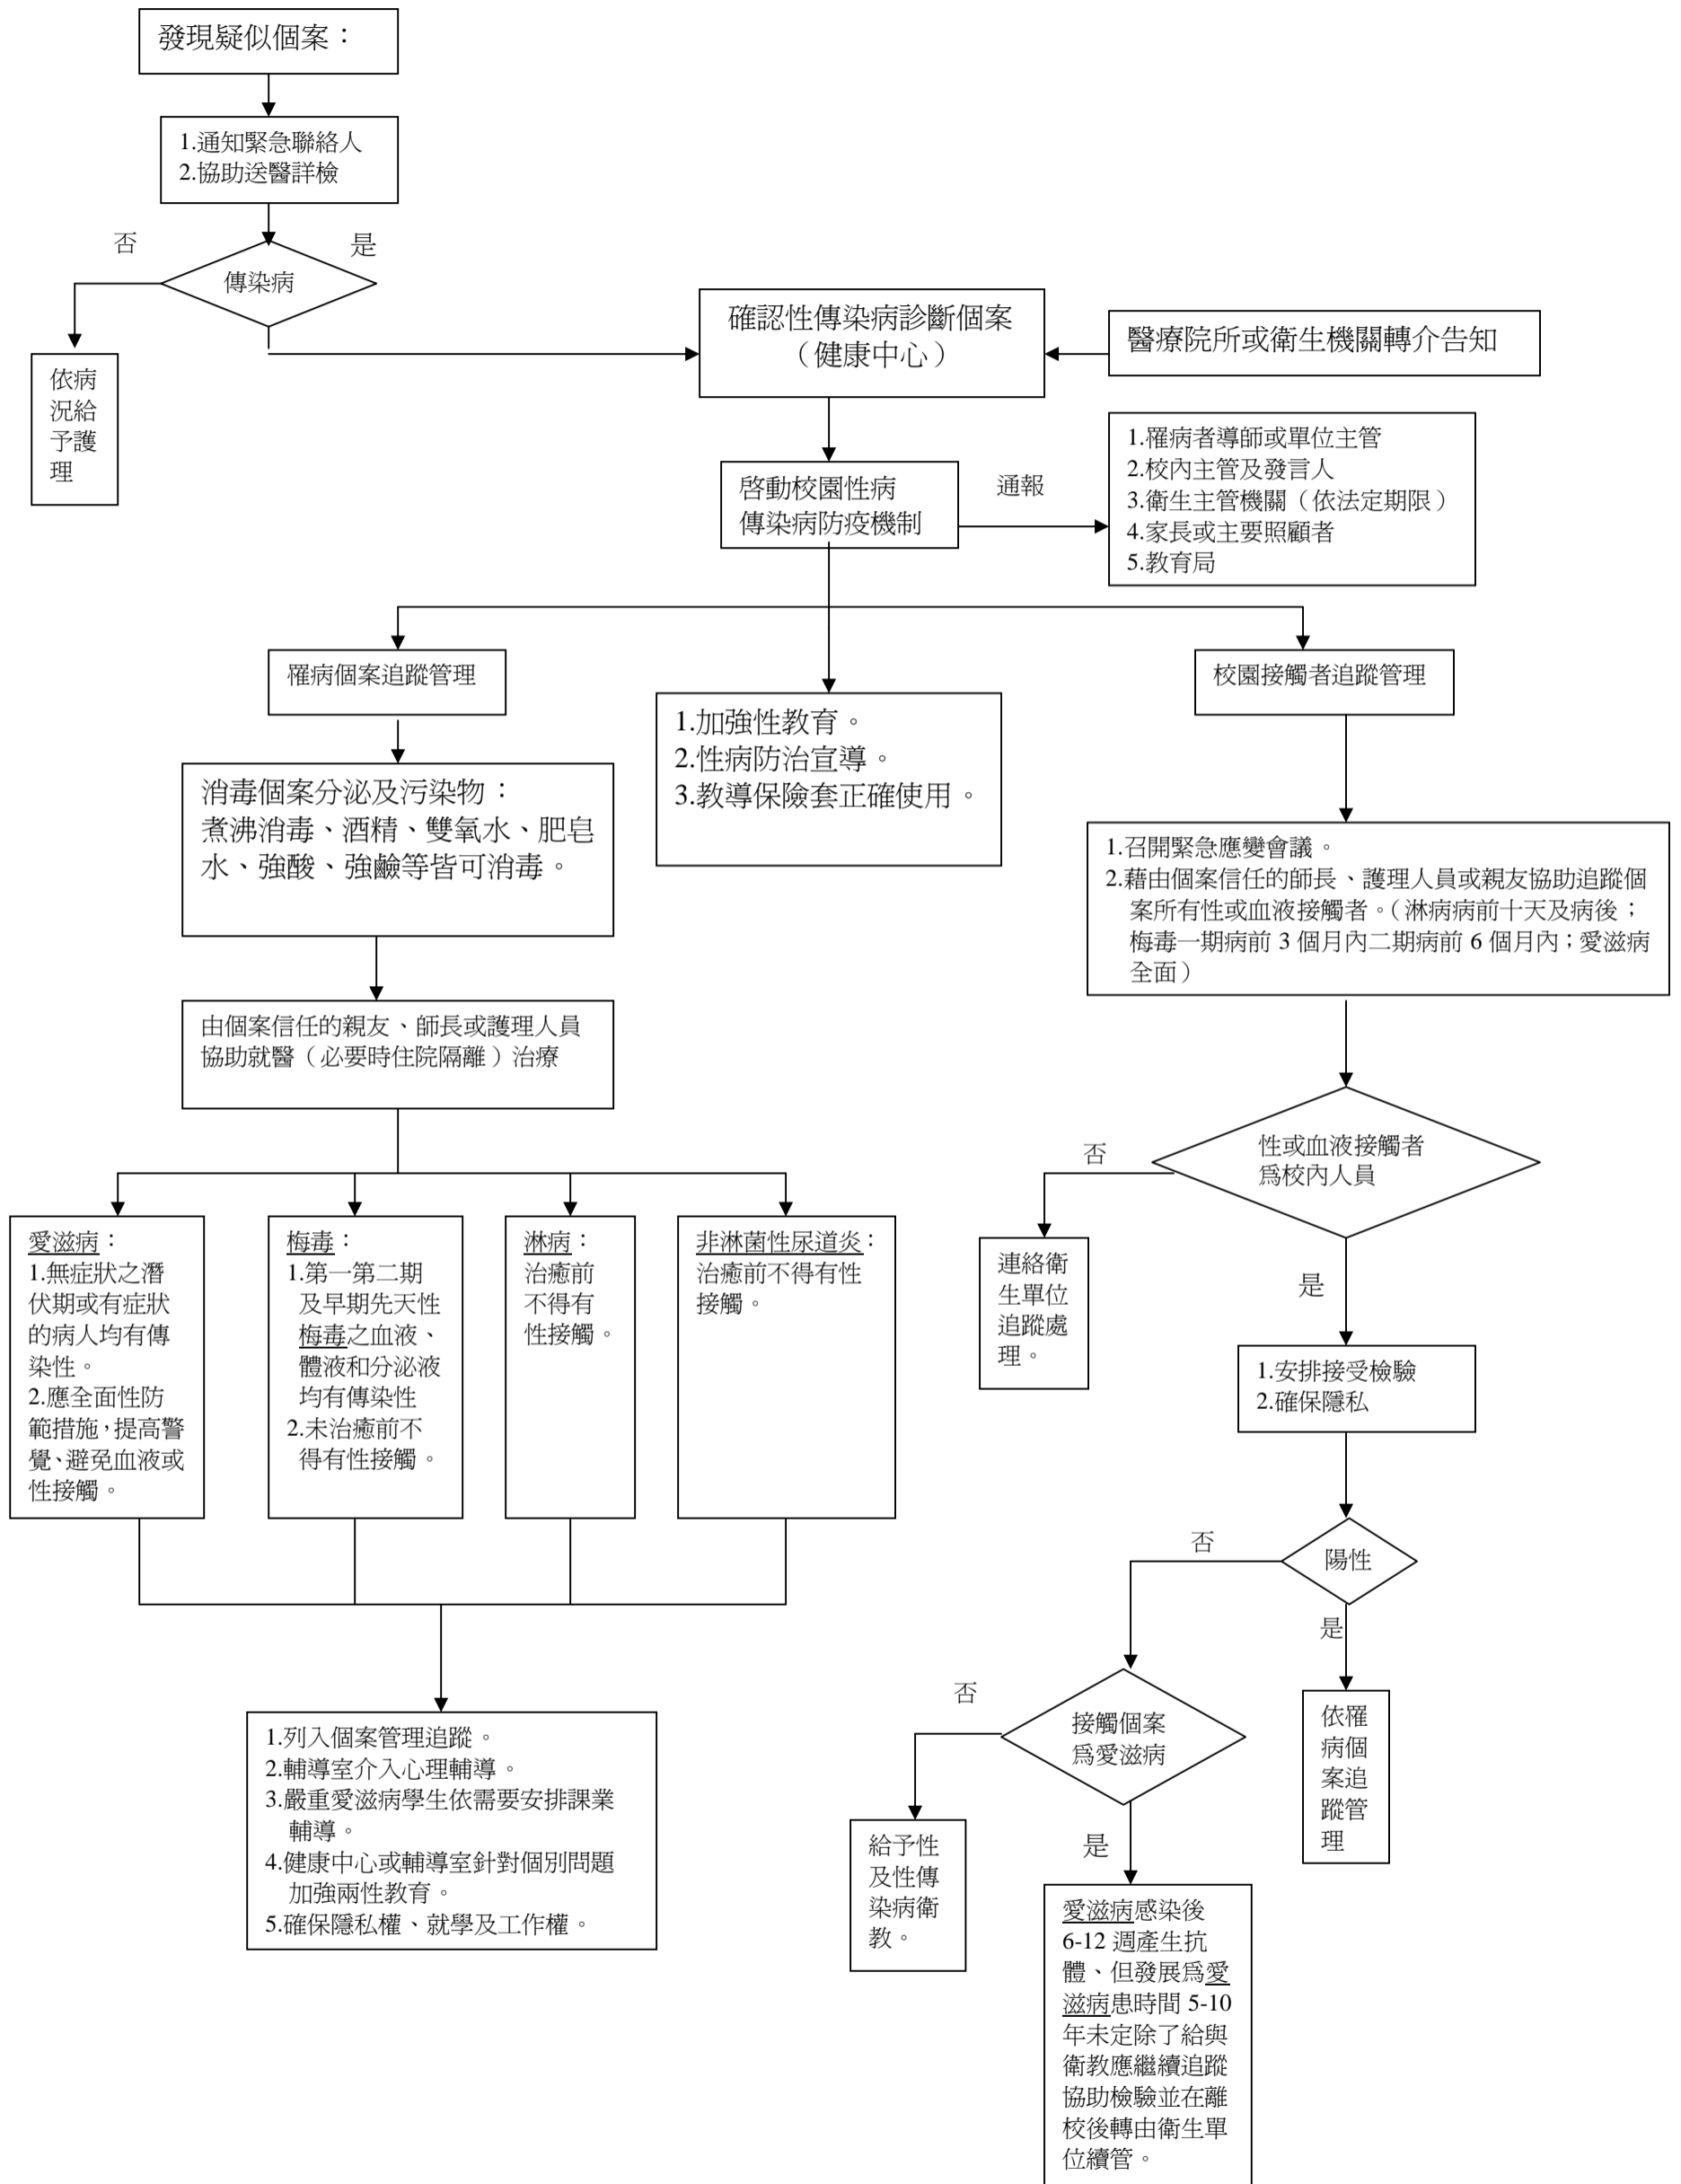 發現疑似個案：
1.通知緊急聯絡人
2.協助送醫詳檢
否
是
傳染病
依病
況給
予護
理
確認性傳染病診斷個案
（健康中心）
醫療院所或衛生機關轉介告知
啓動校園性病
傳染病防疫機制
通報
1.罹病者導師或單位主管
2.校內主管及發言人
3.衛生主管機關（依法定期限）
4.家長或主要照顧者
5.教育局
罹病個案追蹤管理
校園接觸者追蹤管理
1.加強性教育。
2.性病防治宣導。
3.教導保險套正確使用。
消毒個案分泌及污染物：
煮沸消毒、酒精、雙氧水、肥皂
水、強酸、強鹼等皆可消毒。
1.召開緊急應變會議。
2.藉由個案信任的師長、護理人員或親友協助追蹤個
案所有性或血液接觸者。（淋病病前十天及病後；
梅毒一期病前 3 個月內二期病前 6 個月內；愛滋病
全面）
由個案信任的親友、師長或護理人員
協助就醫（必要時住院隔離）治療
性或血液接觸者
爲校內人員
否
是
愛滋病：
1.無症狀之潛
伏期或有症狀
的病人均有傳
染性。
2.應全面性防
範措施，提高警
覺、避免血液或
性接觸。
梅毒：
1.第一第二期
及早期先天性
梅毒之血液、
體液和分泌液
均有傳染性
2.未治癒前不
得有性接觸。
淋病：
治癒前
不得有
性接觸。
非淋菌性尿道炎：
治癒前不得有性
接觸。
連絡衛
生單位
追蹤處
理。
1.安排接受檢驗
2.確保隱私
否
陽性
是
1.列入個案管理追蹤。
2.輔導室介入心理輔導。
3.嚴重愛滋病學生依需要安排課業
輔導。
4.健康中心或輔導室針對個別問題
加強兩性教育。
5.確保隱私權、就學及工作權。
否
接觸個案
爲愛滋病
是
依罹
病個
案追
蹤管
理
給予性
及性傳
染病衛
教。
愛滋病感染後
6-12 週產生抗
體、但發展爲愛
滋病患時間 5-10
年未定除了給與
衛教應繼續追蹤
協助檢驗並在離
校後轉由衛生單
位續管。